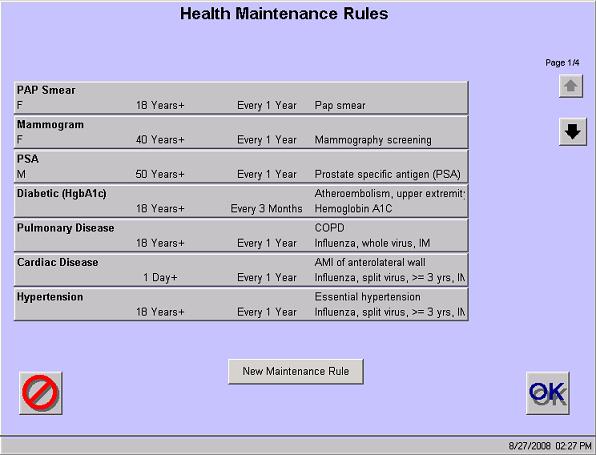 Health Maintenance Rules
Page 1/4
PAP Smear
F 18 Years+ Every 1 Year Pap smear
Mammogram
F 40 Years+ Every 1 Year Mammography screening
PSA
M 50 Years+ Every 1 Year Prostate specific antigen (PSA)
Diabetic (HgbA1c) Atheroembolism, upper extremity
18 Years+ Every 3 Months Hemoglobin A1C
Pulmonary Disease COPD
18 Years+ Every 1 Year Influenza, whole virus, IM
Cardiac Disease AMI of anterolateral wall
1 Day+ Every 1 Year Influenza, split virus, >= 3 yrs, IM
Hypertension Essential hypertension
18 Years+ Every 1 Year Influenza, split virus, >= 3 yrs, IM
New Maintenance Rule
OK
8/27/2008 02:27 PM